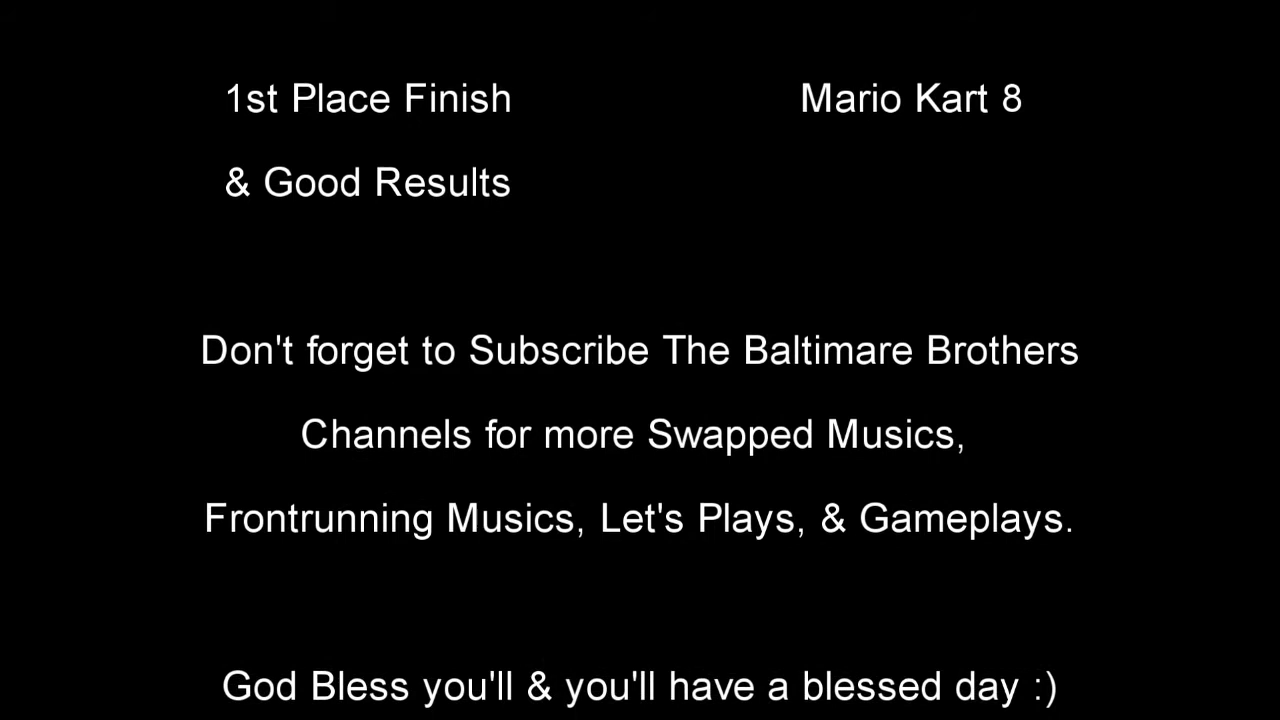 1st Place Finish Mario Kart 8
& Good Results
Don't forget to Subscribe The Baltimare Brothers
Channels for more Swapped Musics,
Frontrunning Musics, Let's Plays, & Gameplays.
God Bless you'll & you'll have a blessed day :)